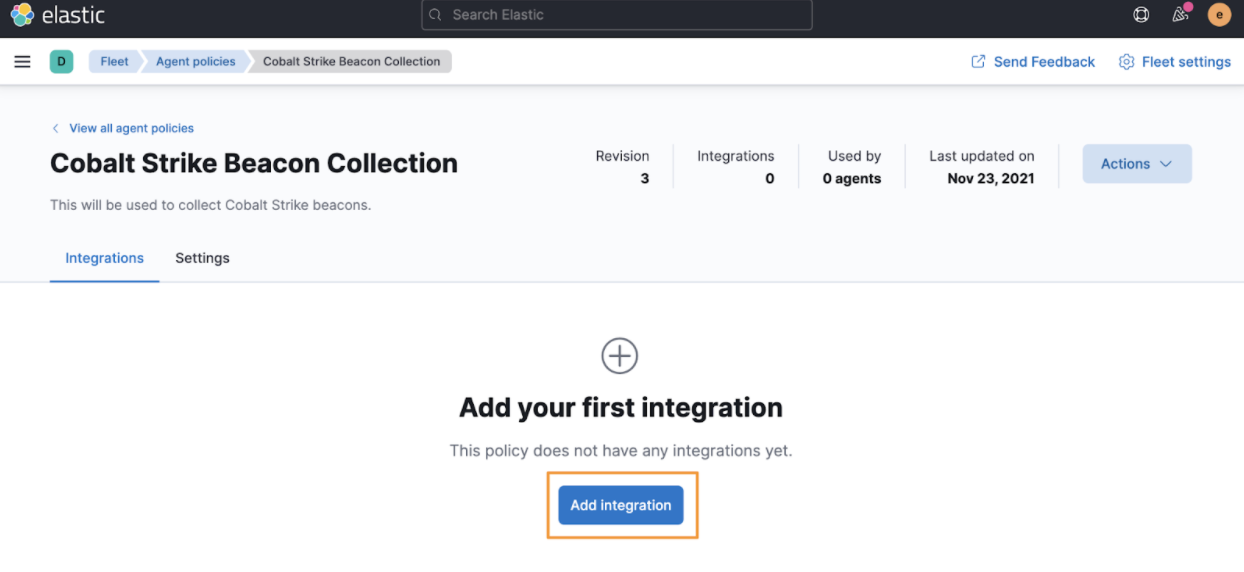 elastic
Search Elastic
e
D
Fleet
Agent policies
Cobalt Strike Beacon Collection
Send Feedback
Fleet settings
View all agent policies
Cobalt Strike Beacon Collection
This will be used to collect Cobalt Strike beacons.
Revision
3
Integrations
0
Used by
0 agents
Last updated on
Nov 23, 2021
Actions
Integrations
Settings
Add your first integration
This policy does not have any integrations yet.
Add integration